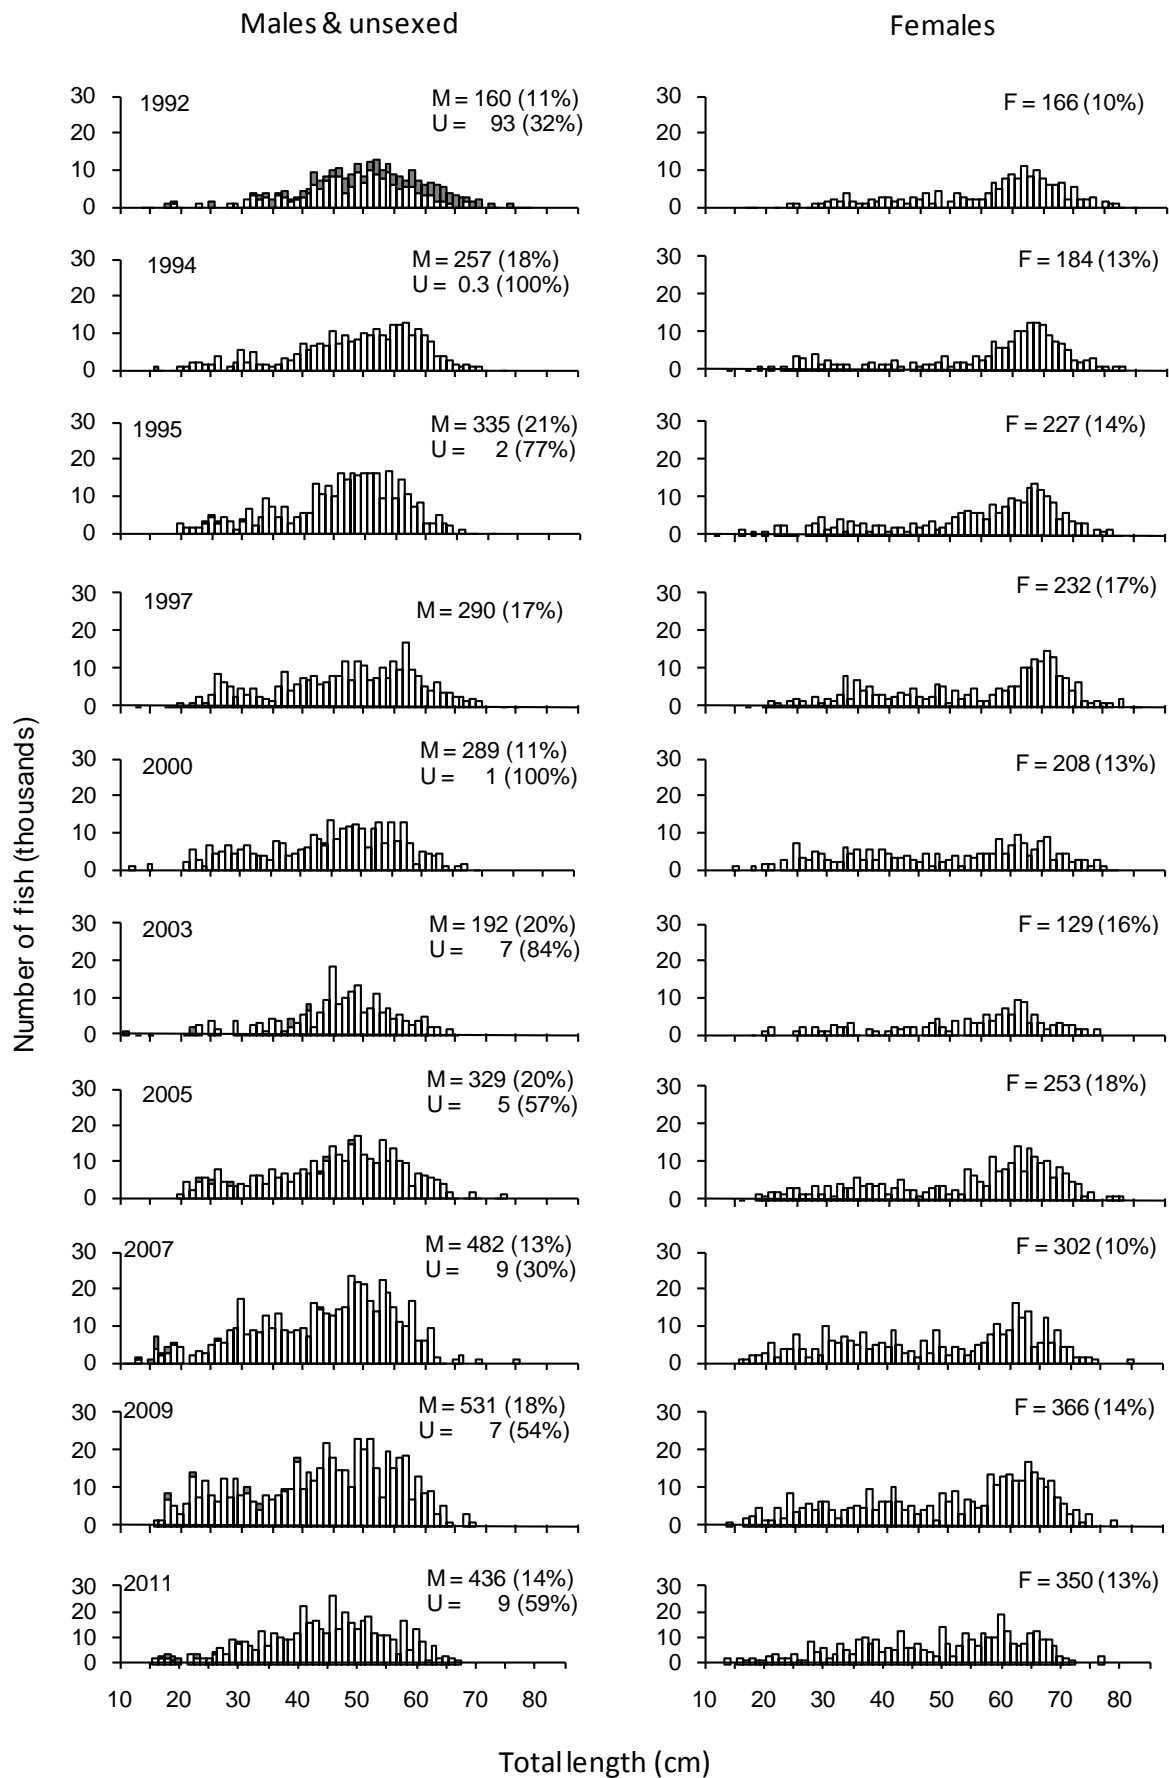 Males & unsexed
Females
Number of fish (thousands)
30
20
10
0
1992
M = 160 (11%)
U = 93 (32%)
30
20
10
0
F = 166 (10%)
30
20
10
0
1994
M = 257 (18%)
U = 0.3 (100%)
30
20
10
0
F = 184 (13%)
30
20
10
0
1995
M = 335 (21%)
U = 2 (77%)
30
20
10
0
F = 227 (14%)
30
20
10
0
1997
M = 290 (17%)
30
20
10
0
F = 232 (17%)
30
20
10
0
2000
M = 289 (11%)
U = 1 (100%)
30
20
10
0
F = 208 (13%)
30
20
10
0
2003
M = 192 (20%)
U = 7 (84%)
30
20
10
0
F = 129 (16%)
30
20
10
0
2005
M = 329 (20%)
U = 5 (57%)
30
20
10
0
F = 253 (18%)
30
20
10
0
2007
M = 482 (13%)
U = 9 (30%)
30
20
10
0
F = 302 (10%)
30
20
10
0
2009
M = 531 (18%)
U = 7 (54%)
30
20
10
0
F = 366 (14%)
30
20
10
0
2011
M = 436 (14%)
U = 9 (59%)
30
20
10
0
F = 350 (13%)
10 20 30 40 50 60 70 80
10 20 30 40 50 60 70 80
Total length (cm)